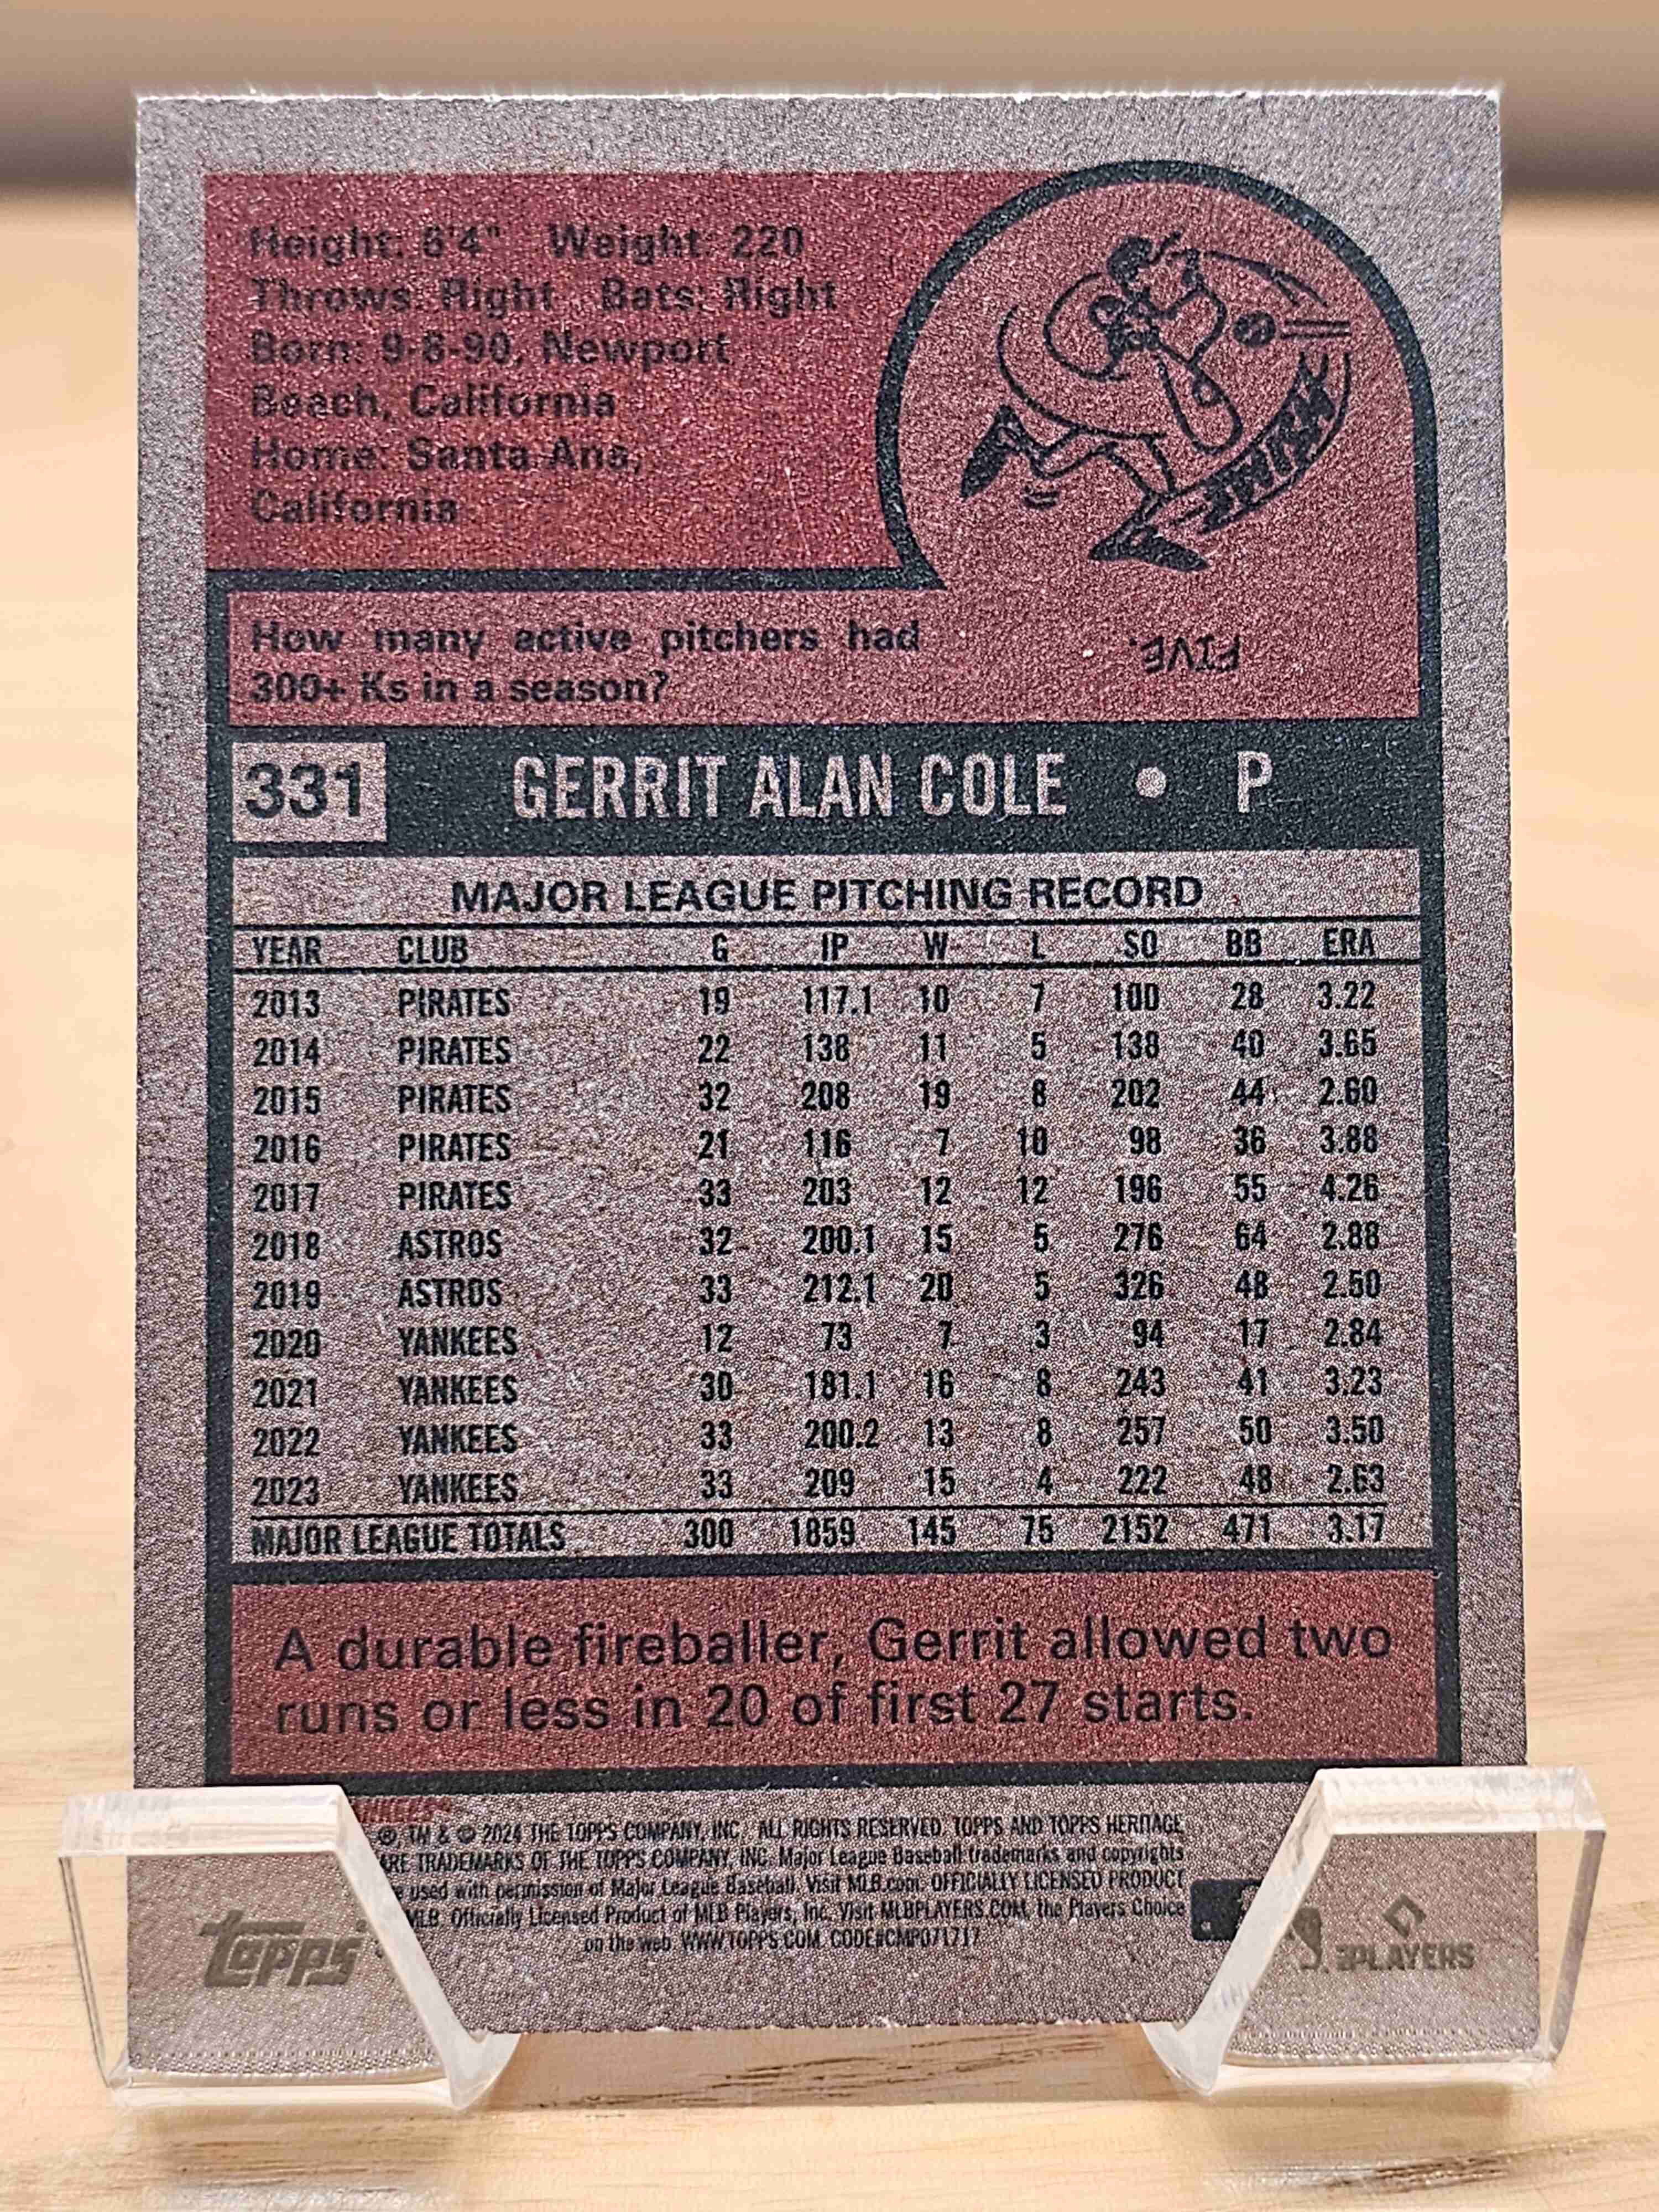 Height: 6'4" Weight: 220
Throws: Right Bats: Right
Born: 9-8-90, Newport
Beach, California
Home: Santa Ana,
California
WHIFF
How many active pitchers had
300+ Ks in a season?
FIVE.
331 GERRIT ALAN COLE • P
MAJOR LEAGUE PITCHING RECORD
YEAR CLUB G IP W L SO BB ERA
2013 PIRATES 19 117.1 10 7 100 28 3.22
2014 PIRATES 22 138 11 5 138 40 3.65
2015 PIRATES 32 208 19 8 202 44 2.60
2016 PIRATES 21 116 7 10 98 36 3.88
2017 PIRATES 33 203 12 12 196 55 4.26
2018 ASTROS 32 200.1 15 5 276 64 2.88
2019 ASTROS 33 212.1 20 5 326 48 2.50
2020 YANKEES 12 73 7 3 94 17 2.84
2021 YANKEES 30 181.1 16 8 243 41 3.23
2022 YANKEES 33 200.2 13 8 257 50 3.50
2023 YANKEES 33 209 15 4 222 48 2.63
MAJOR LEAGUE TOTALS 300 1859 145 75 2152 471 3.17
A durable fireballer, Gerrit allowed two
runs or less in 20 of first 27 starts.
®, TM & © 2024 THE TOPPS COMPANY, INC. ALL RIGHTS RESERVED. TOPPS AND TOPPS HERITAGE
ARE TRADEMARKS OF THE TOPPS COMPANY, INC. Major League Baseball trademarks and copyrights
used with permission of Major League Baseball. Visit MLB.com. OFFICIALLY LICENSED PRODUCT
MLB. Officially Licensed Product of MLB Players, Inc. Visit MLBPLAYERS.COM, the Players Choice
on the web. WWW.TOPPS.COM. CODE#CMP071217
Topps
PLAYERS